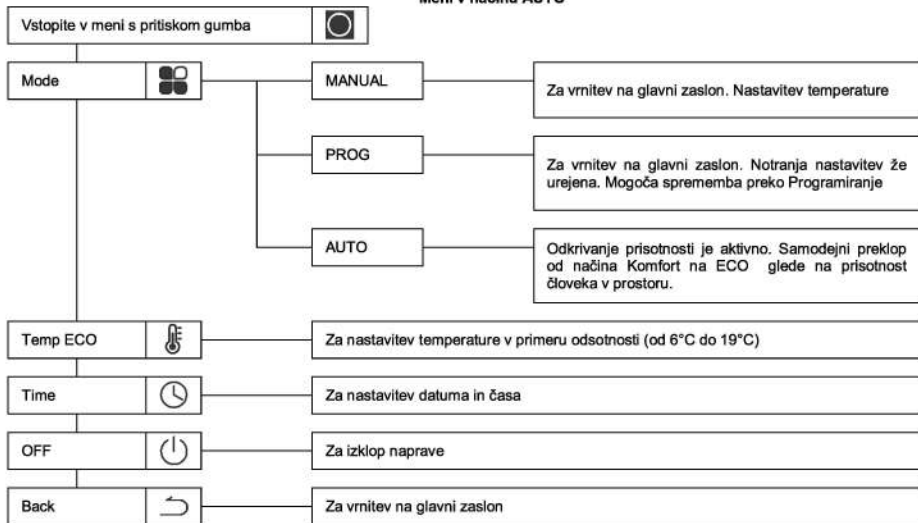 Meni v načinu AUTO
Vstopite v meni s pritiskom gumba
Mode
MANUAL
Za vrnitev na glavni zaslon. Nastavitev temperature
PROG
Za vrnitev na glavni zaslon. Notranja nastavitev že
urejena. Mogoča sprememba preko Programiranje
AUTO
Odkrivanje prisotnosti je aktivno. Samodejni preklop
od načina Komfort na ECO glede na prisotnost
človeka v prostoru.
Temp ECO
Za nastavitev temperature v primeru odsotnosti (od 6°C do 19°C)
Time
Za nastavitev datuma in časa
OFF
Za izklop naprave
Back
Za vrnitev na glavni zaslon